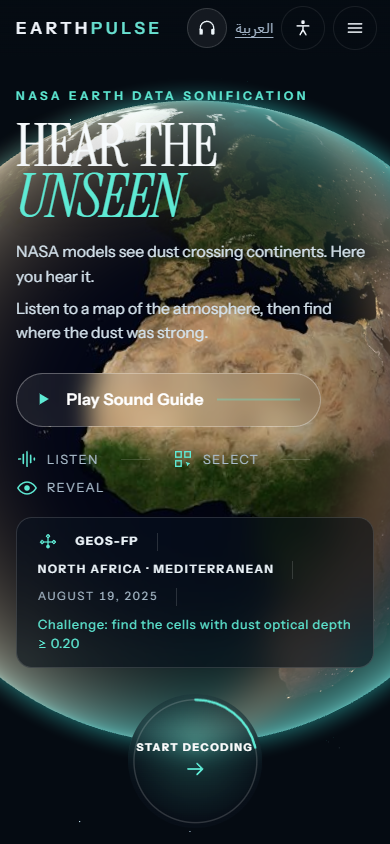 EARTHPULSE
العربية
NASA EARTH DATA SONIFICATION
HEAR THE
UNSEEN
NASA models see dust crossing continents. Here
you hear it.
Listen to a map of the atmosphere, then find
where the dust was strong.
Play Sound Guide
LISTEN
SELECT
REVEAL
GEOS-FP
NORTH AFRICA · MEDITERRANEAN
AUGUST 19, 2025
Challenge: find the cells with dust optical depth
≥ 0.20
START DECODING